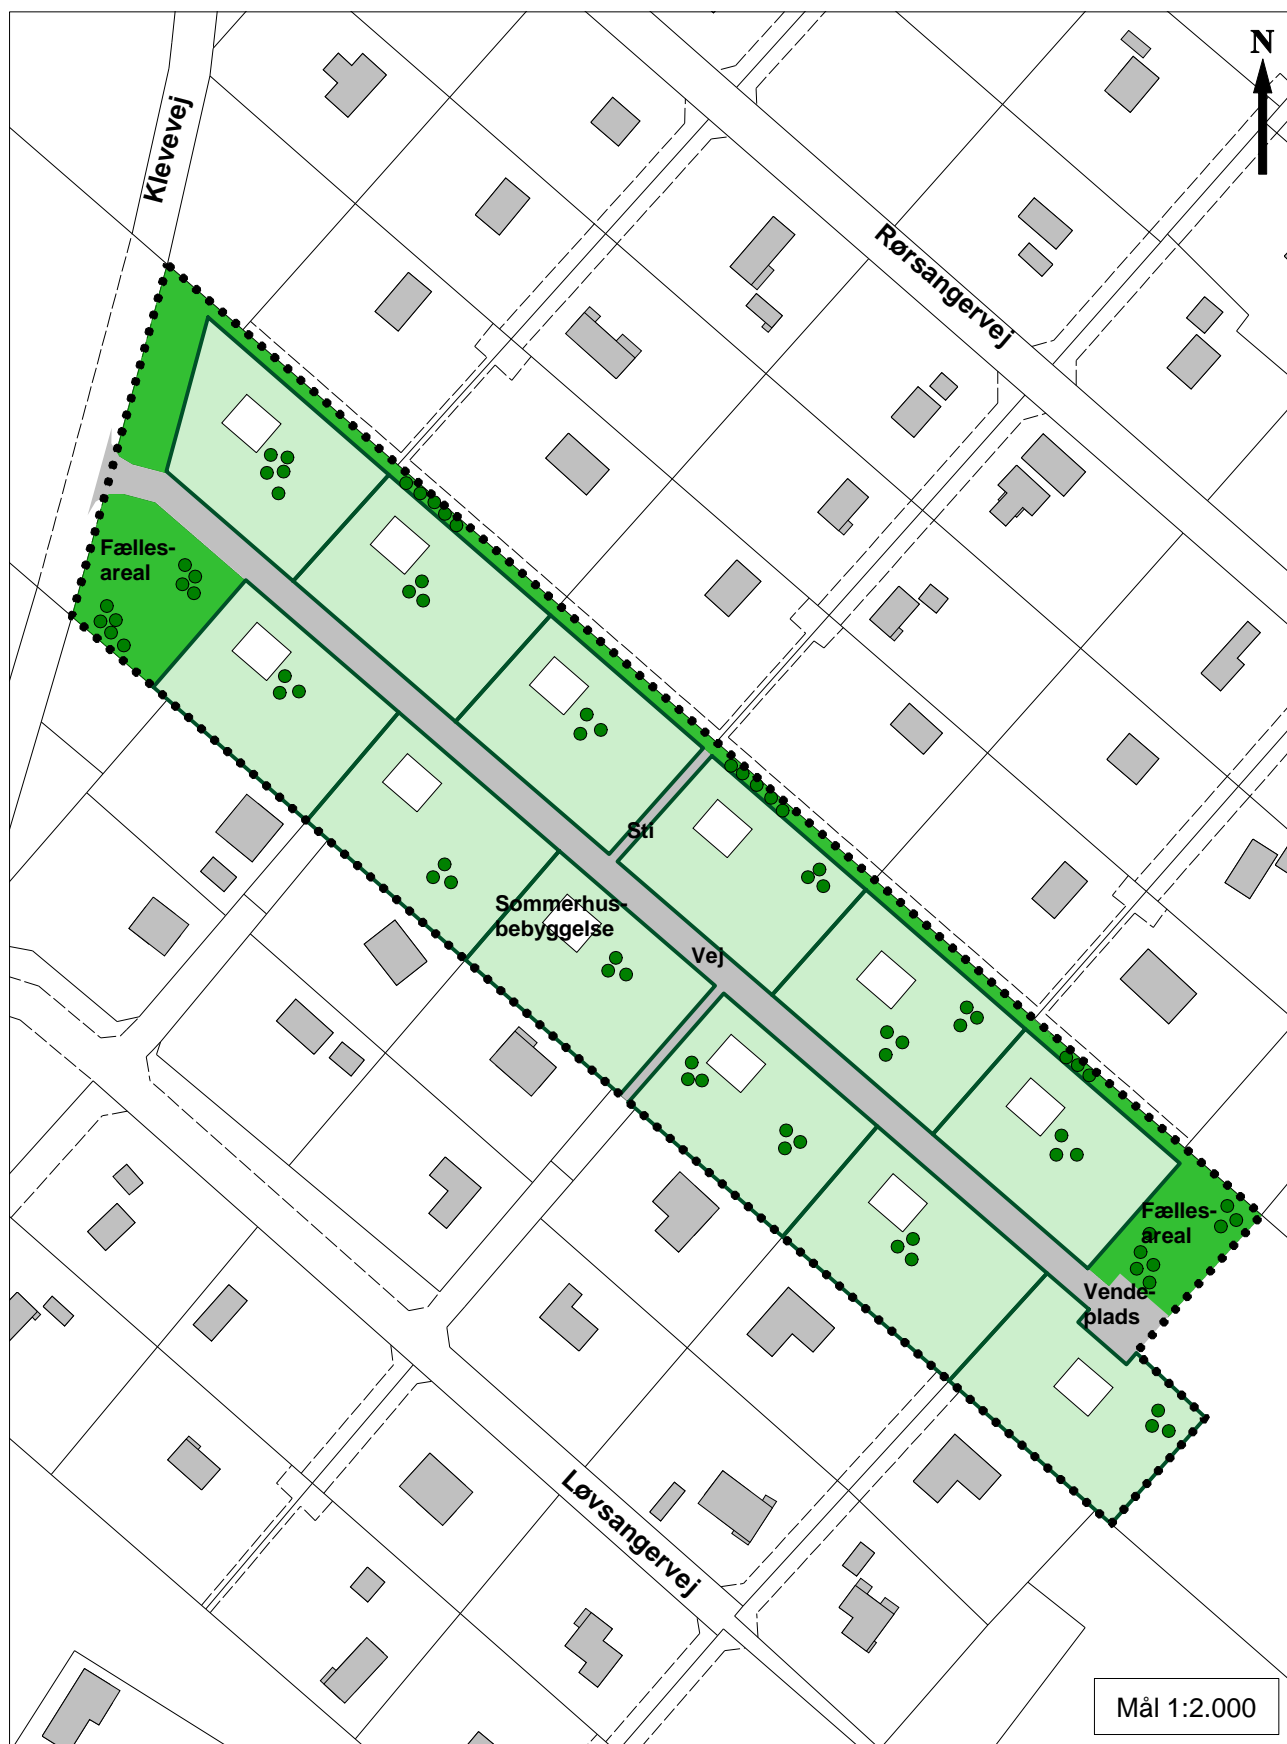 N
Klevevej
Rørsangervej
Fælles-
areal
Sti
Sommerhus-
bebyggelse
Vej
Fælles-
areal
Vende-
plads
Løvsangervej
Mål 1:2.000